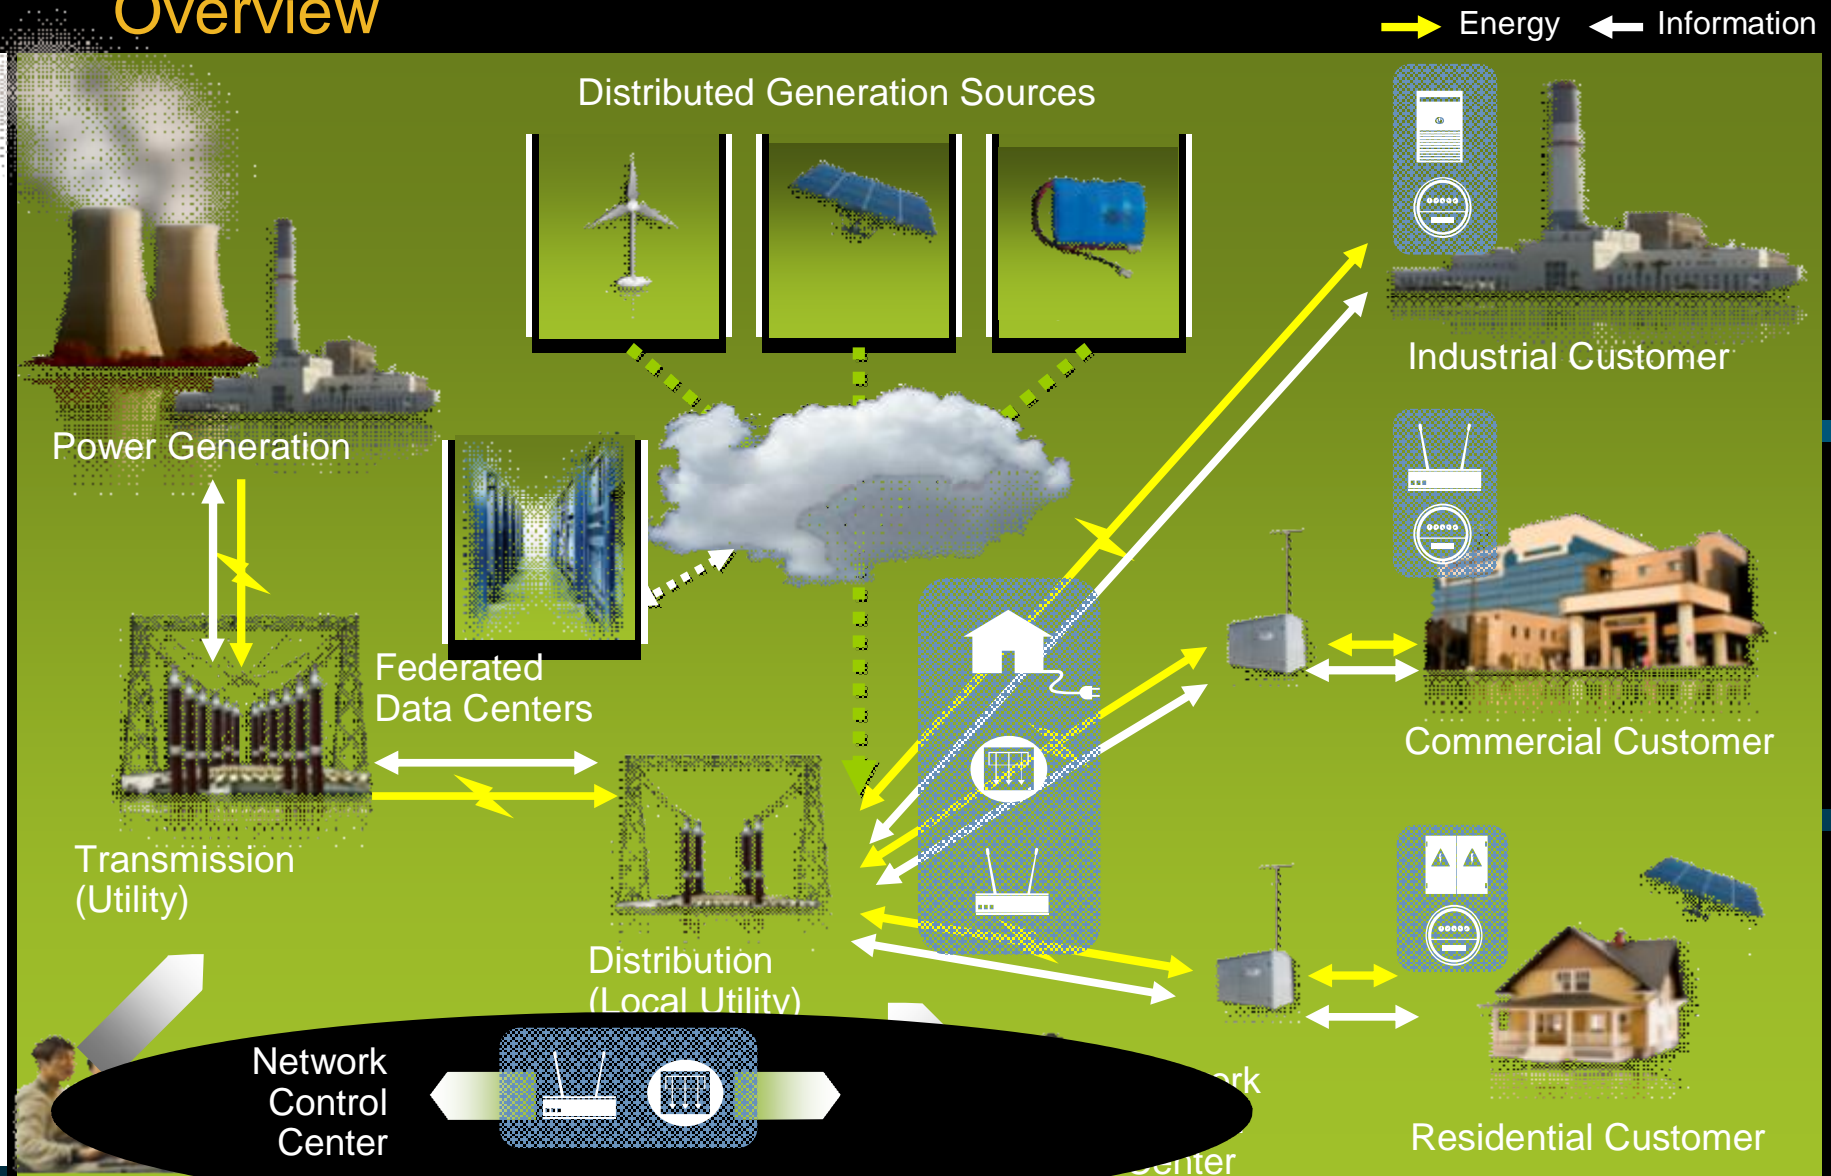 Overview
Energy
Information
Distributed Generation Sources
Industrial Customer
Power Generation
Federated
Data Centers
Commercial Customer
Transmission
(Utility)
Distribution
(Local Utility)
Network
Control
Center
Residential Customer